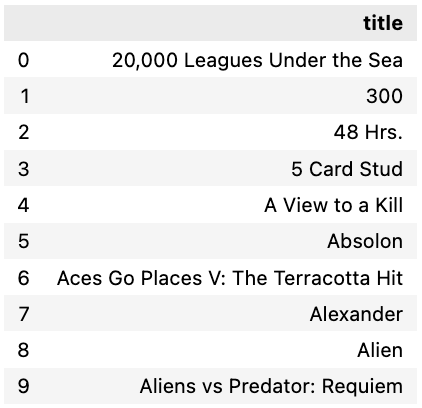 title
0 20,000 Leagues Under the Sea
1 300
2 48 Hrs.
3 5 Card Stud
4 A View to a Kill
5 Absolon
6 Aces Go Places V: The Terracotta Hit
7 Alexander
8 Alien
9 Aliens vs Predator: Requiem